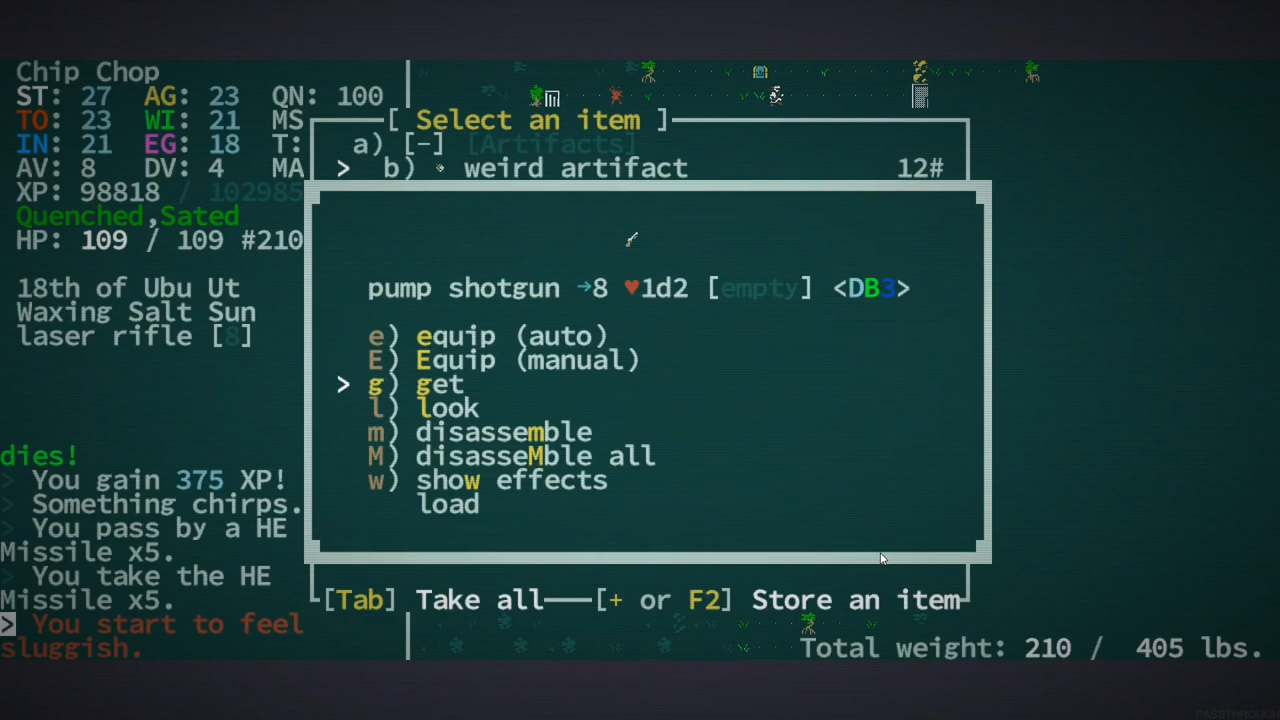 Chip Chop
ST: 27 AG: 23 QN: 100
[ Select an item ]
TO: 23 WI: 21 MS
IN: 21 EG: 18 T:
a) [-] [Artifacts]
AV: 8 DV: 4 MA
> b) weird artifact 12#
XP: 98818 / 102985
Quenched,Sated
HP: 109 / 109 #210
pump shotgun →8 ♥1d2 [empty] <DB3>
18th of Ubu Ut
Waxing Salt Sun
laser rifle [8]
e) equip (auto)
E) Equip (manual)
> g) get
l) look
m) disassemble
M) disasseMble all
w) show effects
load
dies!
> You gain 375 XP!
> Something chirps.
> You pass by a HE
Missile x5.
> You take the HE
Missile x5.
> You start to feel
sluggish.
[Tab] Take all [+ or F2] Store an item
Total weight: 210 / 405 lbs.